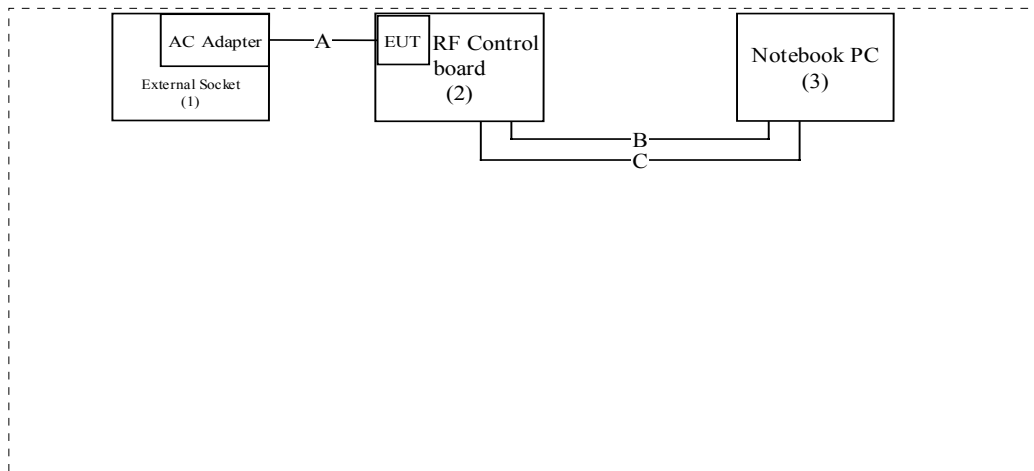 AC Adapter
External Socket
(1)
A
EUT
RF Control
board
(2)
Notebook PC
(3)
B
C